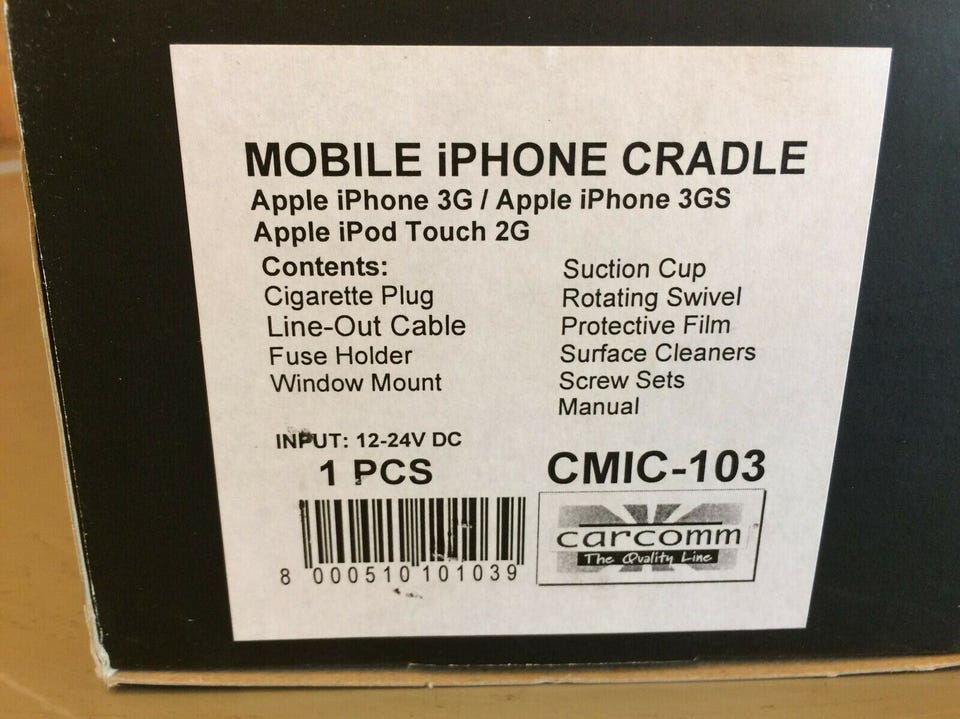 MOBILE iPHONE CRADLE
Apple iPhone 3G / Apple iPhone 3GS
Apple iPod Touch 2G
Contents:
Cigarette Plug
Line-Out Cable
Fuse Holder
Window Mount
Suction Cup
Rotating Swivel
Protective Film
Surface Cleaners
Screw Sets
Manual
INPUT: 12-24V DC
1 PCS
CMIC-103
8 000510 101039
carcomm
The Quality Line